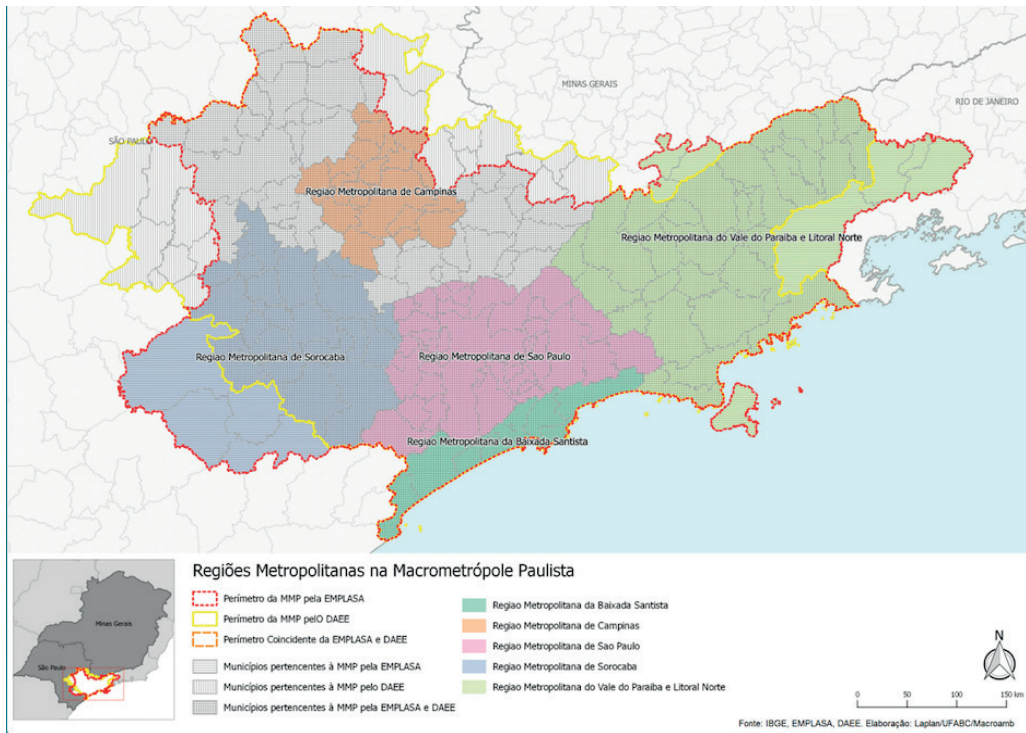 MINAS GERAIS
RIO DE JANEIRO
SÃO PAULO
Regiao Metropolitana de Campinas
Regiao Metropolitana do Vale do Paraiba e Litoral Norte
Regiao Metropolitana de Sorocaba
Regiao Metropolitana de Sao Paulo
Regiao Metropolitana da Baixada Santista
Regiões Metropolitanas na Macrometrópole Paulista
Perímetro da MMP pela EMPLASA
Perímetro da MMP pelO DAEE
Perímetro Coincidente da EMPLASA e DAEE
Municípios pertencentes à MMP pela EMPLASA
Municípios pertencentes à MMP pelo DAEE
Municípios pertencentes à MMP pela EMPLASA e DAEE
Regiao Metropolitana da Baixada Santista
Regiao Metropolitana de Campinas
Regiao Metropolitana de Sao Paulo
Regiao Metropolitana de Sorocaba
Regiao Metropolitana do Vale do Paraiba e Litoral Norte
Minas Gerais
São Paulo
N
0 50 100 150 km
Fonte: IBGE, EMPLASA, DAEE. Elaboração: Laplan/UFABC/Macroamb